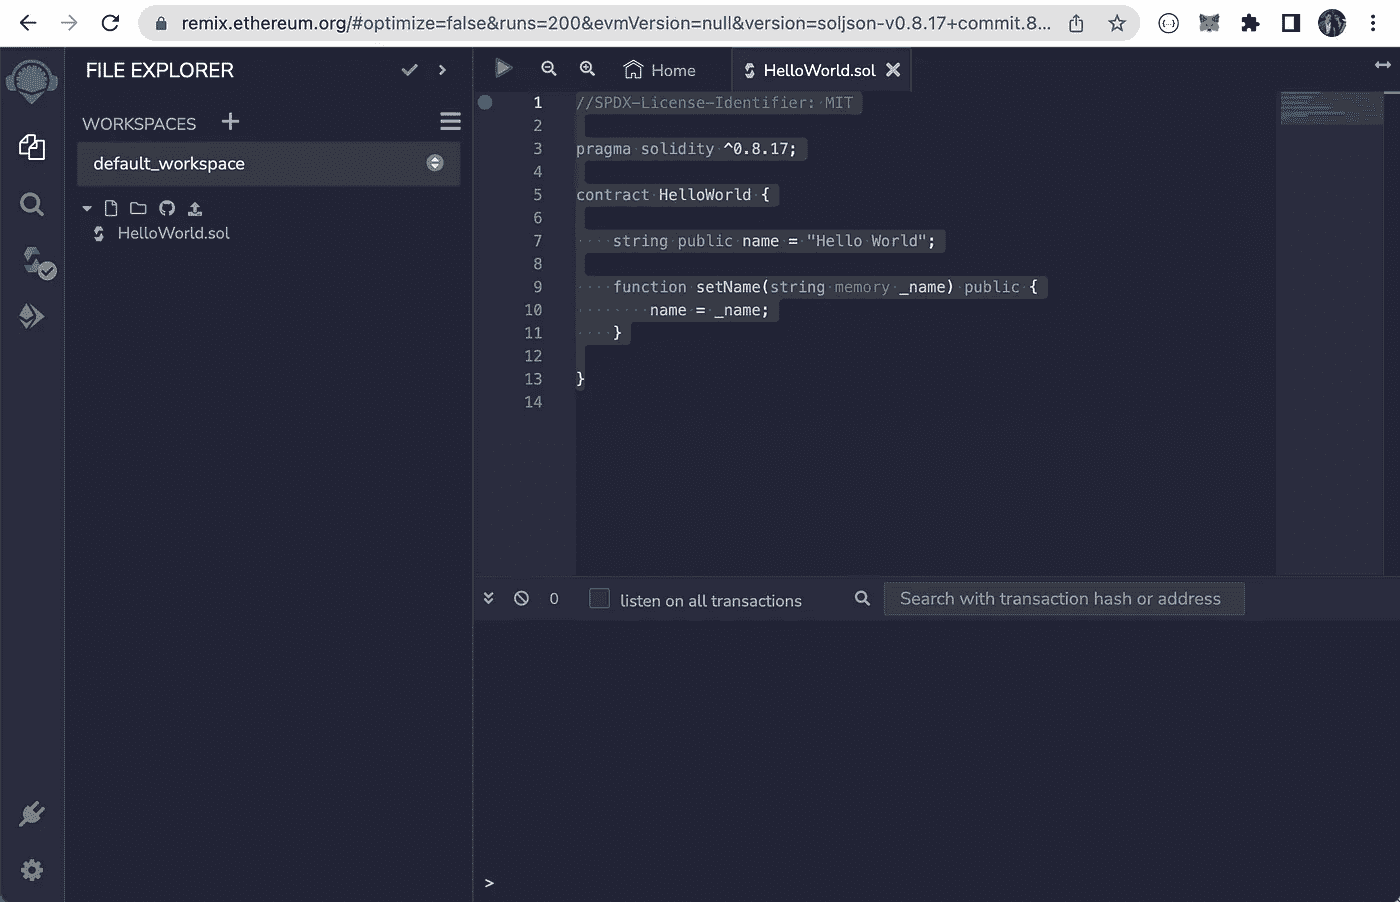 remix.ethereum.org/#optimize=false&runs=200&evmVersion=null&version=soljson-v0.8.17+commit.8...
FILE EXPLORER
WORKSPACES
default_workspace
HelloWorld.sol
Home
HelloWorld.sol
1 //SPDX-License-Identifier: MIT
2
3 pragma solidity ^0.8.17;
4
5 contract HelloWorld {
6
7 string public name = "Hello World";
8
9 function setName(string memory _name) public {
10 name = _name;
11 }
12
13 }
14
0 listen on all transactions Search with transaction hash or address
>